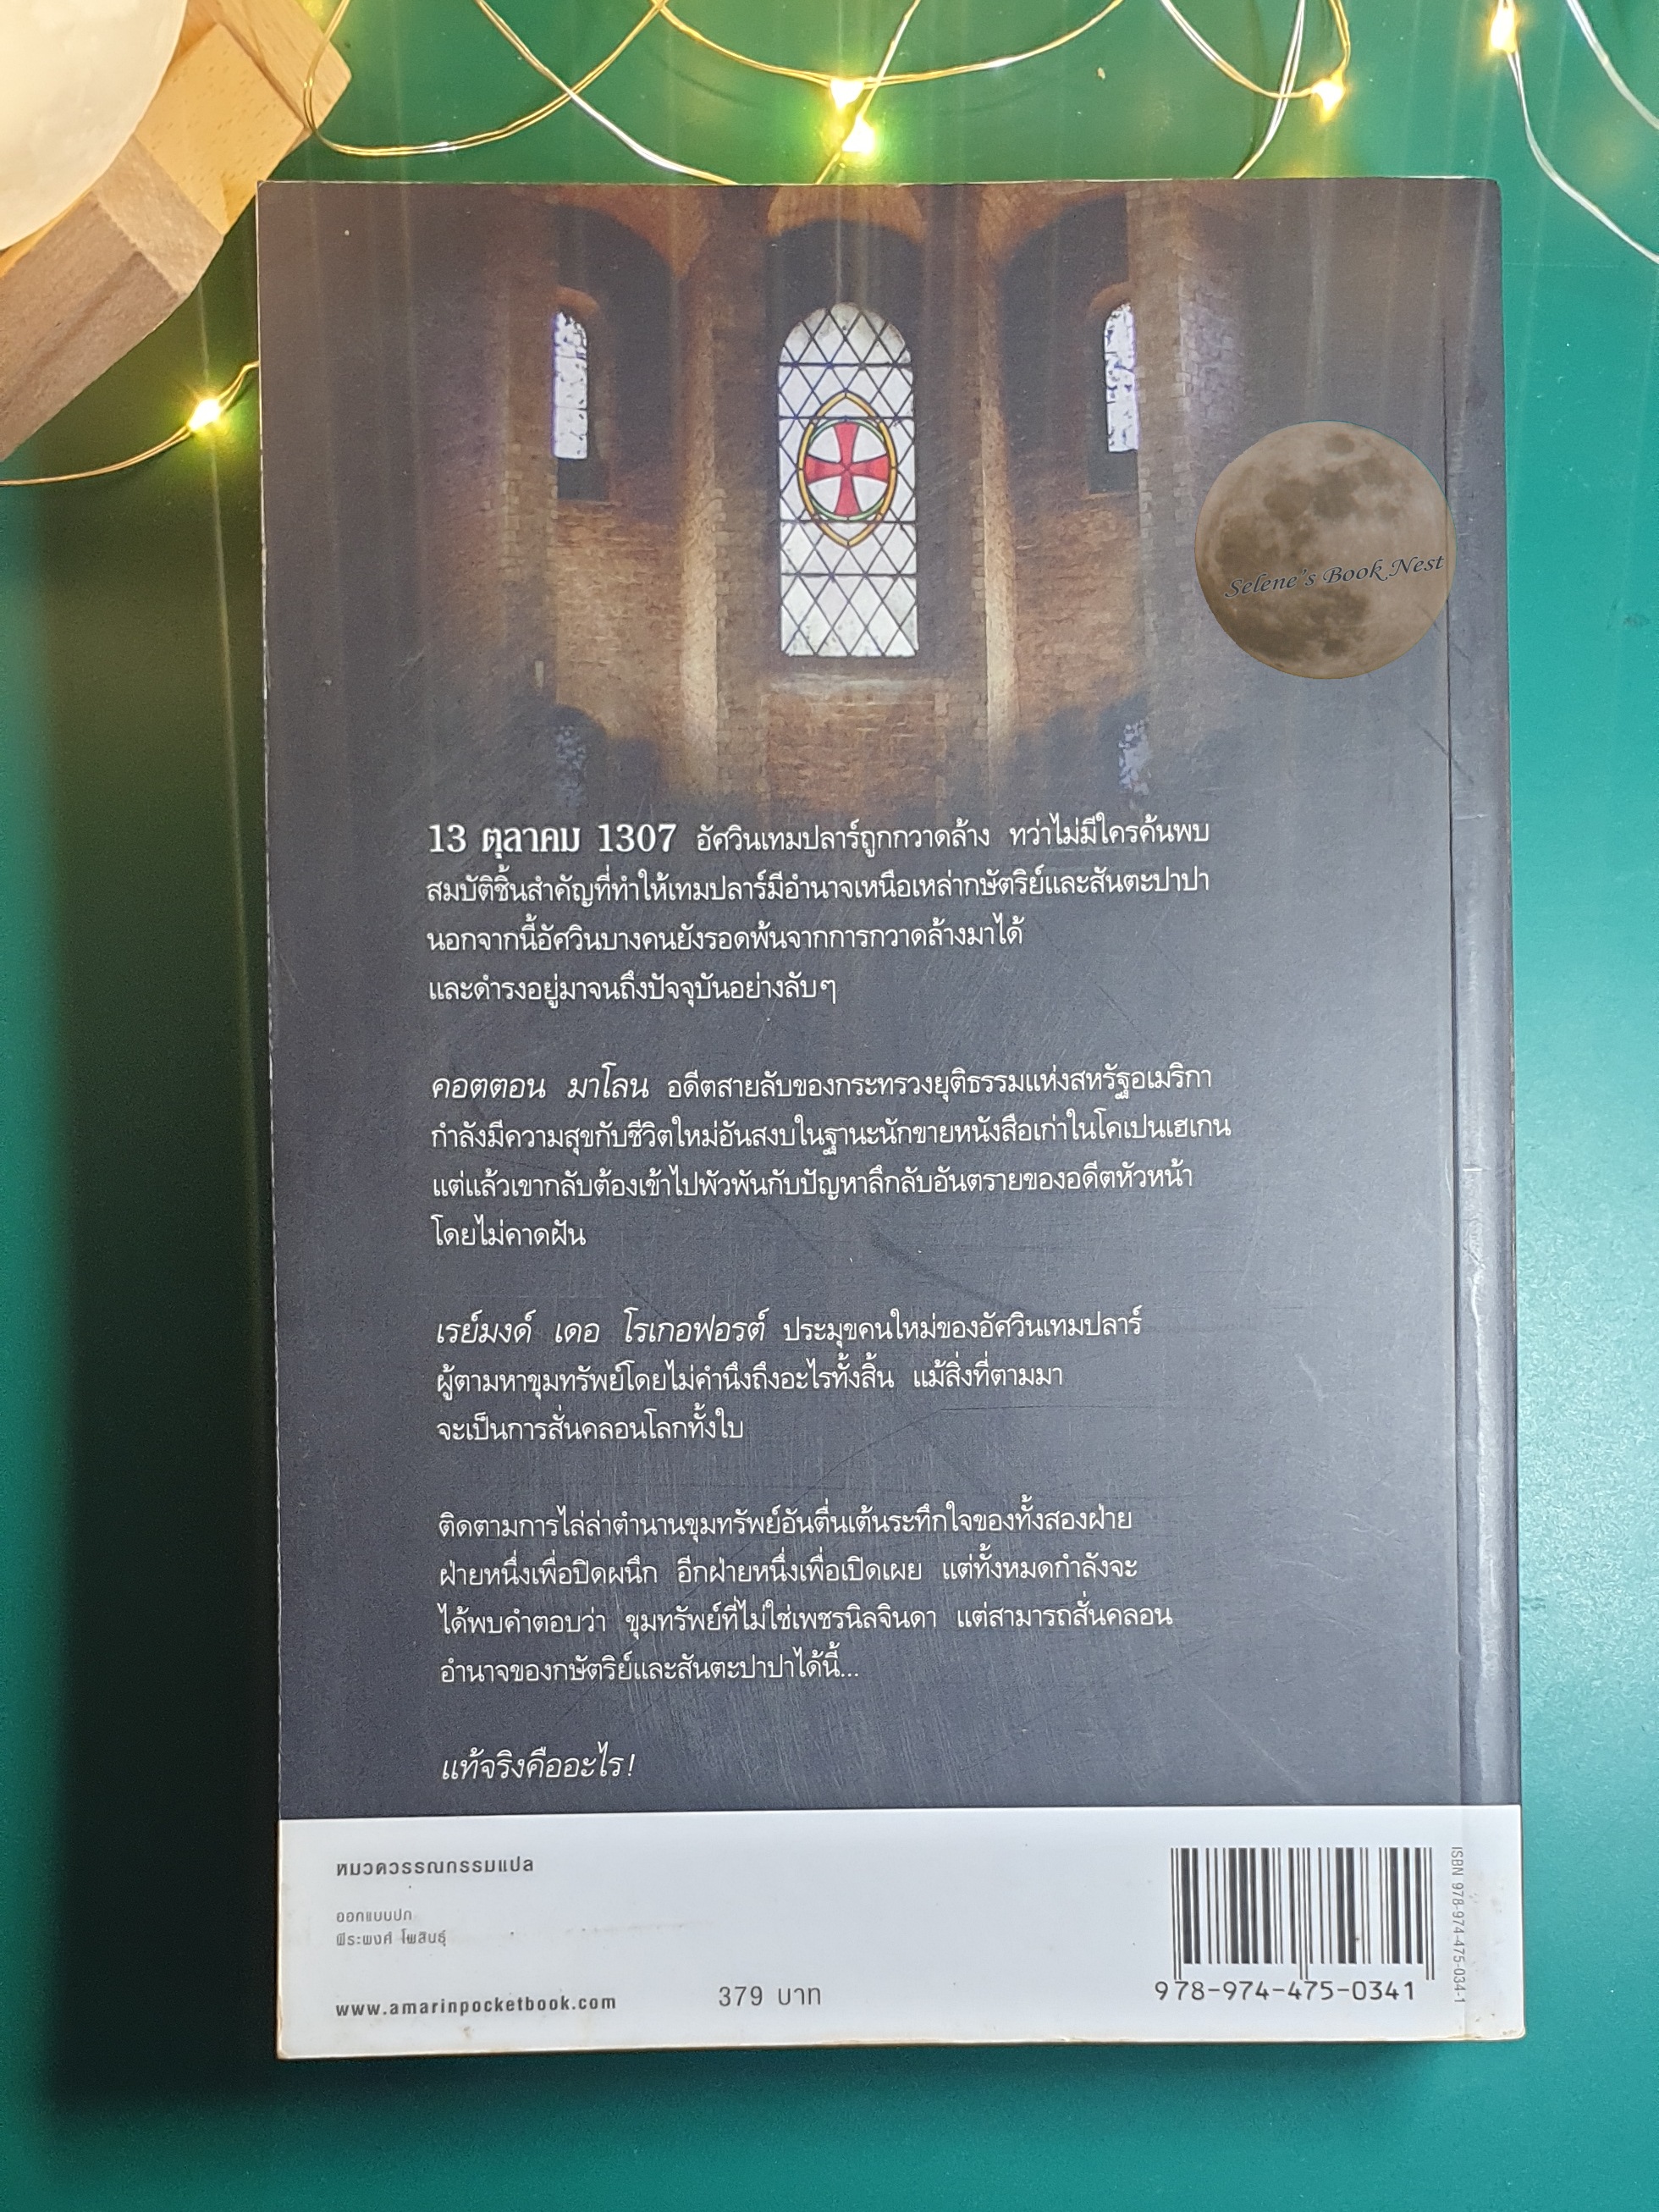 Selene's Book Nest
13 ตุลาคม 1307 อัศวินเทมปลาร์ถูกกวาดล้าง ทว่าไม่มีใครค้นพบ
สมบัติชิ้นสำคัญที่ทำให้เทมปลาร์มีอำนาจเหนือเหล่ากษัตริย์และสันตะปาปา
นอกจากนี้อัศวินบางคนยังรอดพ้นจากการกวาดล้างมาได้
และดำรงอยู่มาจนถึงปัจจุบันอย่างลับๆ
คอตตอน มาโลน อดีตสายลับของกระทรวงยุติธรรมแห่งสหรัฐอเมริกา
กำลังมีความสุขกับชีวิตใหม่อันสงบในฐานะนักขายหนังสือเก่าในโคเปนเฮเกน
แต่แล้วเขากลับต้องเข้าไปพัวพันกับปัญหาลึกลับอันตรายของอดีตหัวหน้า
โดยไม่คาดฝัน
เรย์มงด์ เดอ โรเกอฟอรต์ ประมุขคนใหม่ของอัศวินเทมปลาร์
ผู้ตามหาขุมทรัพย์โดยไม่คำนึงถึงอะไรทั้งสิ้น แม้สิ่งที่ตามมา
จะเป็นการสั่นคลอนโลกทั้งใบ
ติดตามการไล่ล่าตำนานขุมทรัพย์อันตื่นเต้นระทึกใจของทั้งสองฝ่าย
ฝ่ายหนึ่งเพื่อปิดผนึก อีกฝ่ายหนึ่งเพื่อเปิดเผย แต่ทั้งหมดกำลังจะ
ได้พบคำตอบว่า ขุมทรัพย์ที่ไม่ใช่เพชรนิลจินดา แต่สามารถสั่นคลอน
อำนาจของกษัตริย์และสันตะปาปาได้นี้...
แท้จริงคืออะไร!
หมวดวรรณกรรมแปล
ออกแบบปก
พีระพงศ์ โพสินธุ์
www.amarinpocketbook.com
379 บาท
978-974-475-0341
ISBN 978-974-475-034-1